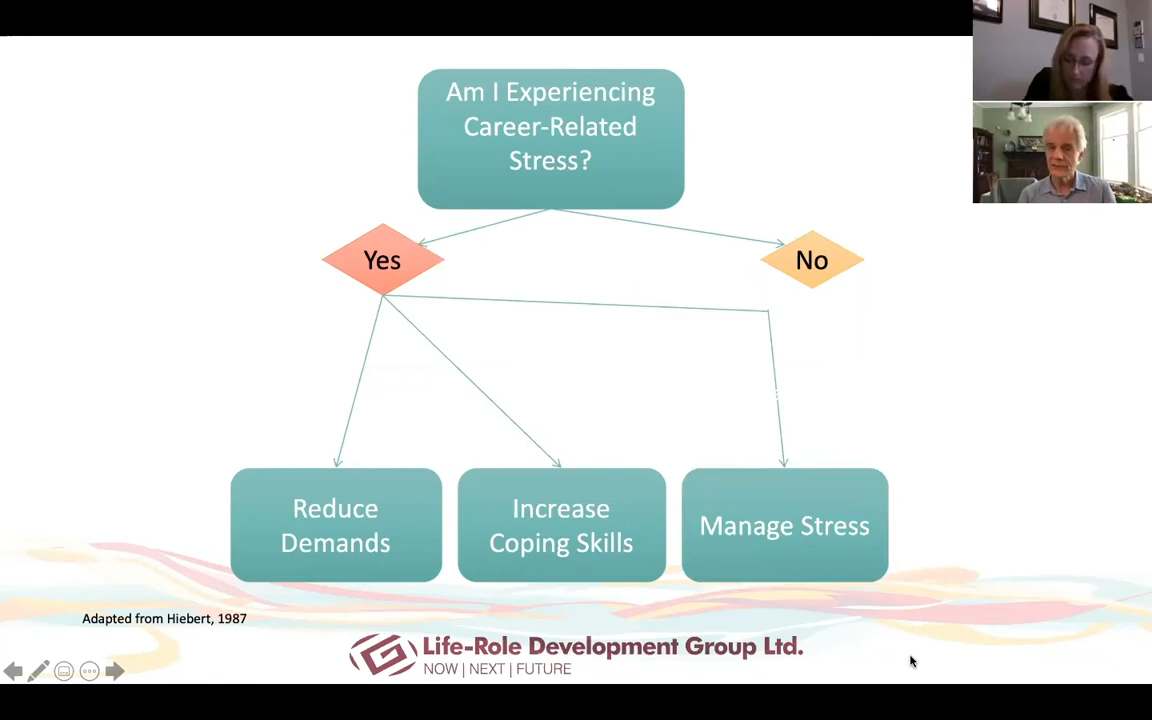 Am I Experiencing
Career-Related
Stress?
Yes
No
Reduce
Demands
Increase
Coping Skills
Manage Stress
Adapted from Hiebert, 1987
Life-Role Development Group Ltd.
NOW | NEXT | FUTURE